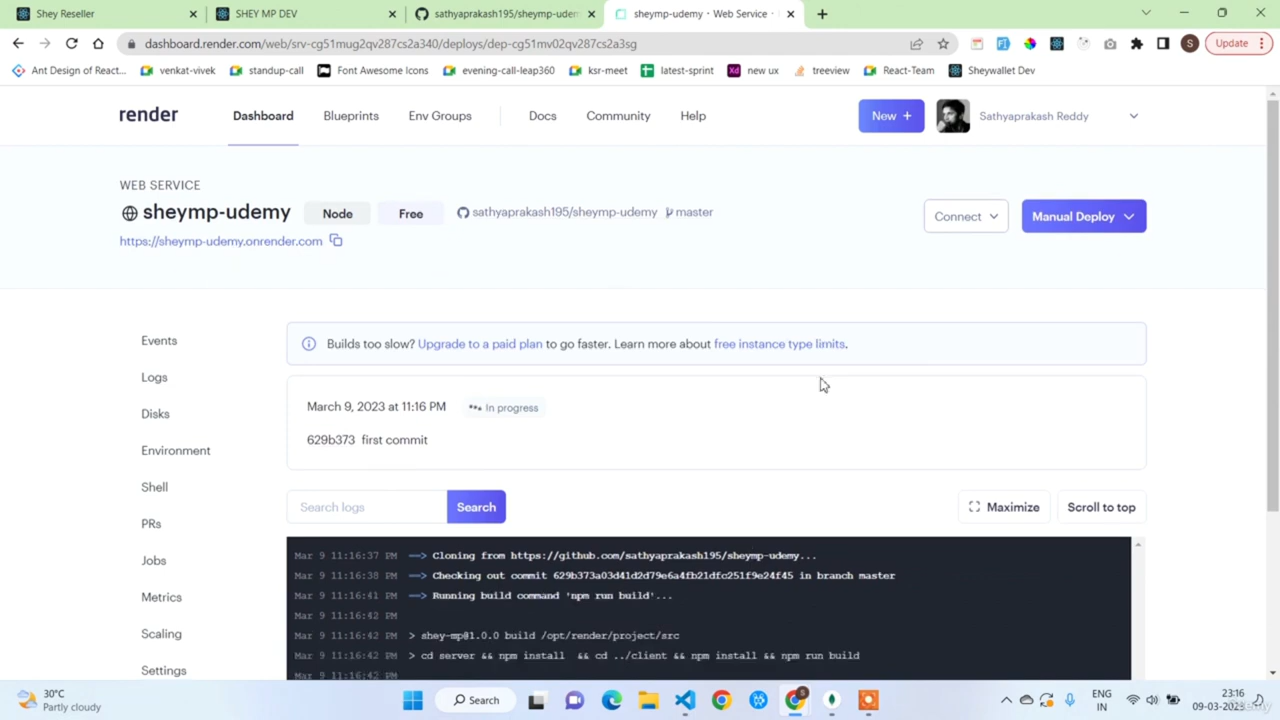 Shey Reseller
SHEY MP DEV
sathyaprakash195/sheymp-udem
sheymp-udemy · Web Service ·
dashboard.render.com/web/srv-cg51mug2qv287cs2a340/deploys/dep-cg51mv02qv287cs2a3sg
S
Update
Ant Design of React...
venkat-vivek
standup-call
Font Awesome Icons
evening-call-leap360
ksr-meet
latest-sprint
new ux
treeview
React-Team
Sheywallet Dev
render
Dashboard
Blueprints
Env Groups
Docs
Community
Help
New +
Sathyaprakash Reddy
WEB SERVICE
sheymp-udemy
Node
Free
sathyaprakash195/sheymp-udemy
master
Connect
Manual Deploy
https://sheymp-udemy.onrender.com
Events
Logs
Disks
Environment
Shell
PRs
Jobs
Metrics
Scaling
Settings
Builds too slow? Upgrade to a paid plan to go faster. Learn more about free instance type limits.
March 9, 2023 at 11:16 PM
In progress
629b373 first commit
Search logs
Search
Maximize
Scroll to top
Mar 9 11:16:37 PM ==> Cloning from https://github.com/sathyaprakash195/sheymp-udemy...
Mar 9 11:16:38 PM ==> Checking out commit 629b373a03d41d2d79e6a4fb21dfc251f9e24f45 in branch master
Mar 9 11:16:41 PM ==> Running build command 'npm run build'...
Mar 9 11:16:42 PM
Mar 9 11:16:42 PM > shey-mp@1.0.0 build /opt/render/project/src
Mar 9 11:16:42 PM > cd server && npm install && cd ../client && npm install && npm run build
Mar 9 11:16:42 PM
30°C
Partly cloudy
Search
ENG
IN
23:16
09-03-2023